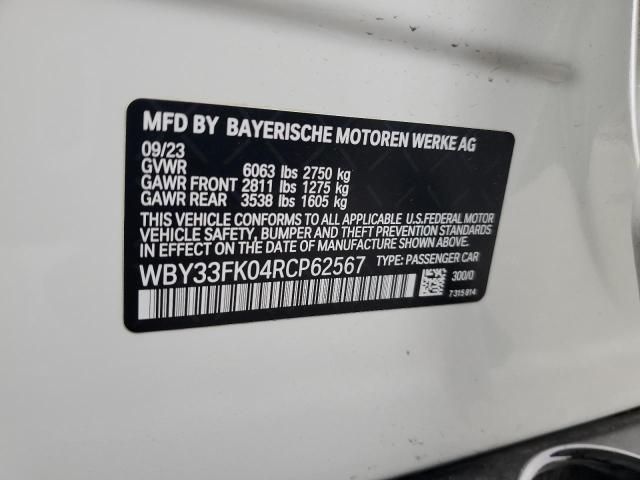 MFD BY BAYERISCHE MOTOREN WERKE AG
09/23
GVWR 6063 lbs 2750 kg
GAWR FRONT 2811 lbs 1275 kg
GAWR REAR 3538 lbs 1605 kg
THIS VEHICLE CONFORMS TO ALL APPLICABLE U.S.FEDERAL MOTOR
VEHICLE SAFETY, BUMPER AND THEFT PREVENTION STANDARDS
IN EFFECT ON THE DATE OF MANUFACTURE SHOWN ABOVE.
WBY33FK04RCP62567 TYPE: PASSENGER CAR
300/0
7315814